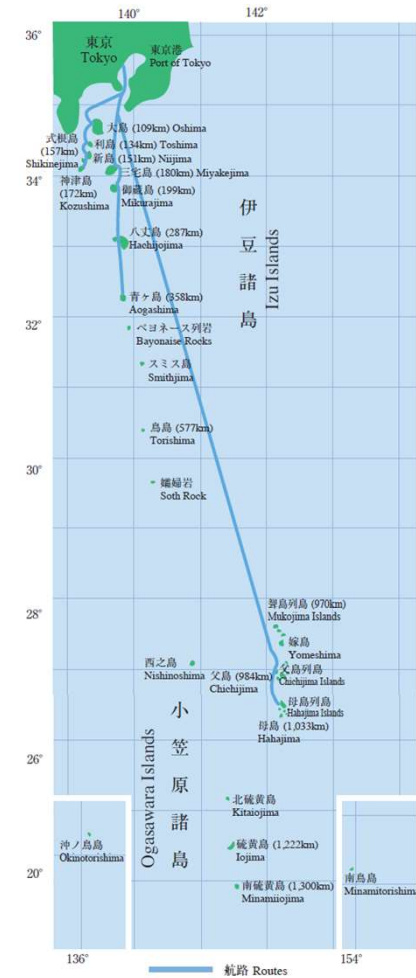 140°
142°
36°
東京
Tokyo
東京港
Port of Tokyo
大島 (109km) Oshima
式根島
(157km)
Shikinejima
利島 (134km) Toshima
新島 (151km) Niijima
三宅島 (180km) Miyakejima
34°
神津島
(172km)
Kozushima
御蔵島 (199km)
Mikurajima
伊豆諸島
Izu Islands
八丈島 (287km)
Hachijojima
青ヶ島 (358km)
Aogashima
32°
ベヨネース列岩
Bayonaise Rocks
スミス島
Smithjima
鳥島 (577km)
Torishima
30°
孀婦岩
Soth Rock
28°
聟島列島 (970km)
Mukojima Islands
嫁島
Yomeshima
西之島
Nishinoshima
父島 (984km)
Chichijima
父島列島
Chichijima Islands
母島列島
Hahajima Islands
母島 (1,033km)
Hahajima
小笠原諸島
Ogasawara Islands
26°
北硫黄島
Kitaiojima
沖ノ鳥島
Okinotorishima
硫黄島 (1,222km)
Iojima
南硫黄島 (1,300km)
Minamiiojima
南鳥島
Minamitorishima
20°
136°
154°
航路 Routes